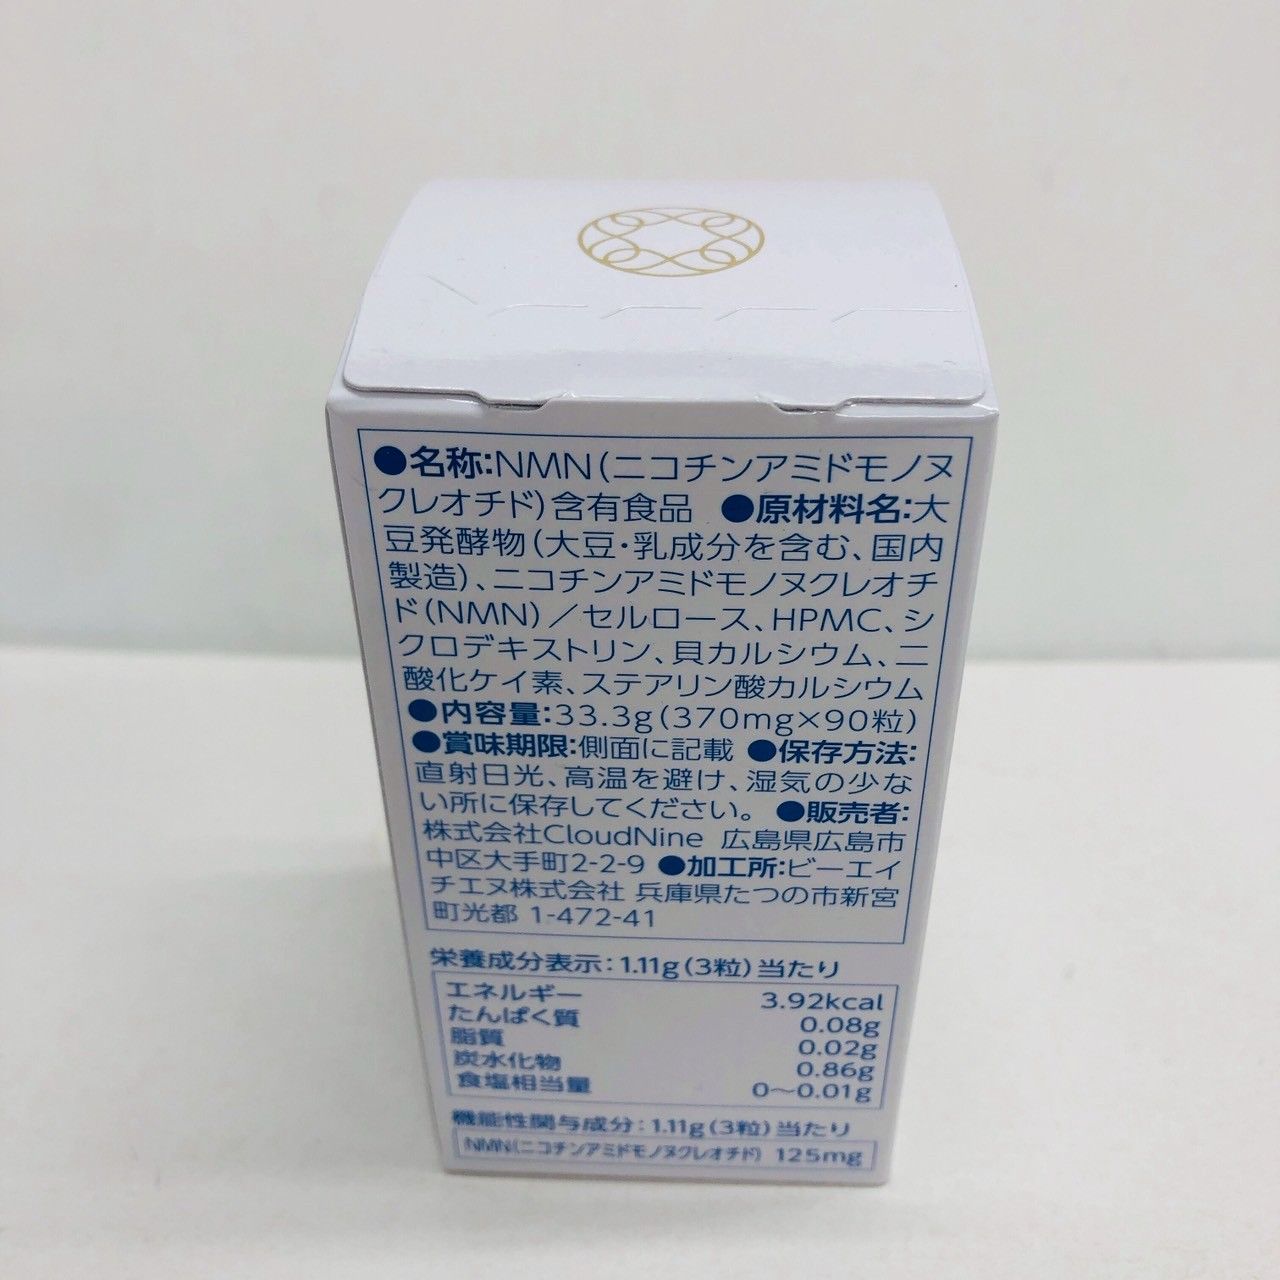 ●名称:NMN(ニコチンアミドモノヌ
クレオチド)含有食品 ●原材料名:大
豆発酵物(大豆・乳成分を含む、国内
製造)、ニコチンアミドモノヌクレオチ
ド(NMN)/セルロース、HPMC、シ
クロデキストリン、貝カルシウム、二
酸化ケイ素、ステアリン酸カルシウム
●内容量:33.3g(370mg×90粒)
●賞味期限:側面に記載 ●保存方法:
直射日光、高温を避け、湿気の少な
い所に保存してください。 ●販売者:
株式会社CloudNine 広島県広島市
中区大手町2-2-9 ●加工所:ビーエイ
チエヌ株式会社 兵庫県たつの市新宮
町光都 1-472-41
栄養成分表示:1.11g(3粒)当たり
エネルギー 3.92kcal
たんぱく質 0.08g
脂質 0.02g
炭水化物 0.86g
食塩相当量 0〜0.01g
機能性関与成分:1.11g(3粒)当たり
NMN(ニコチンアミドモノヌクレオチド) 125mg